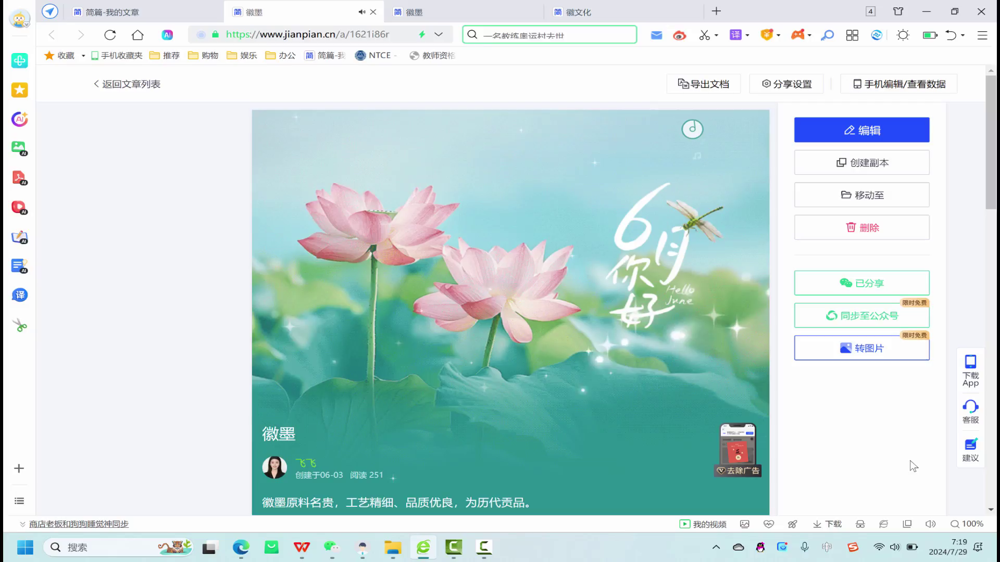 简篇-我的文章
徽墨
徽墨
徽文化
4
https://www.jianpian.cn/a/1621i86r
一名教练奥运村去世
收藏
手机收藏夹
推荐
购物
娱乐
办公
简篇-我
NTCE -
教师资格
返回文章列表
导出文档
分享设置
手机编辑/查看数据
编辑
创建副本
移动至
删除
已分享
限时免费
同步至公众号
限时免费
转图片
6月
你好
Hello
June
徽墨
飞飞
创建于06-03 阅读 251
去除广告
徽墨原料名贵，工艺精细、品质优良，为历代贡品。
下载
App
客服
建议
商店老板和狗狗睡觉神同步
我的视频
下载
100%
搜索
中
7:19
2024/7/29